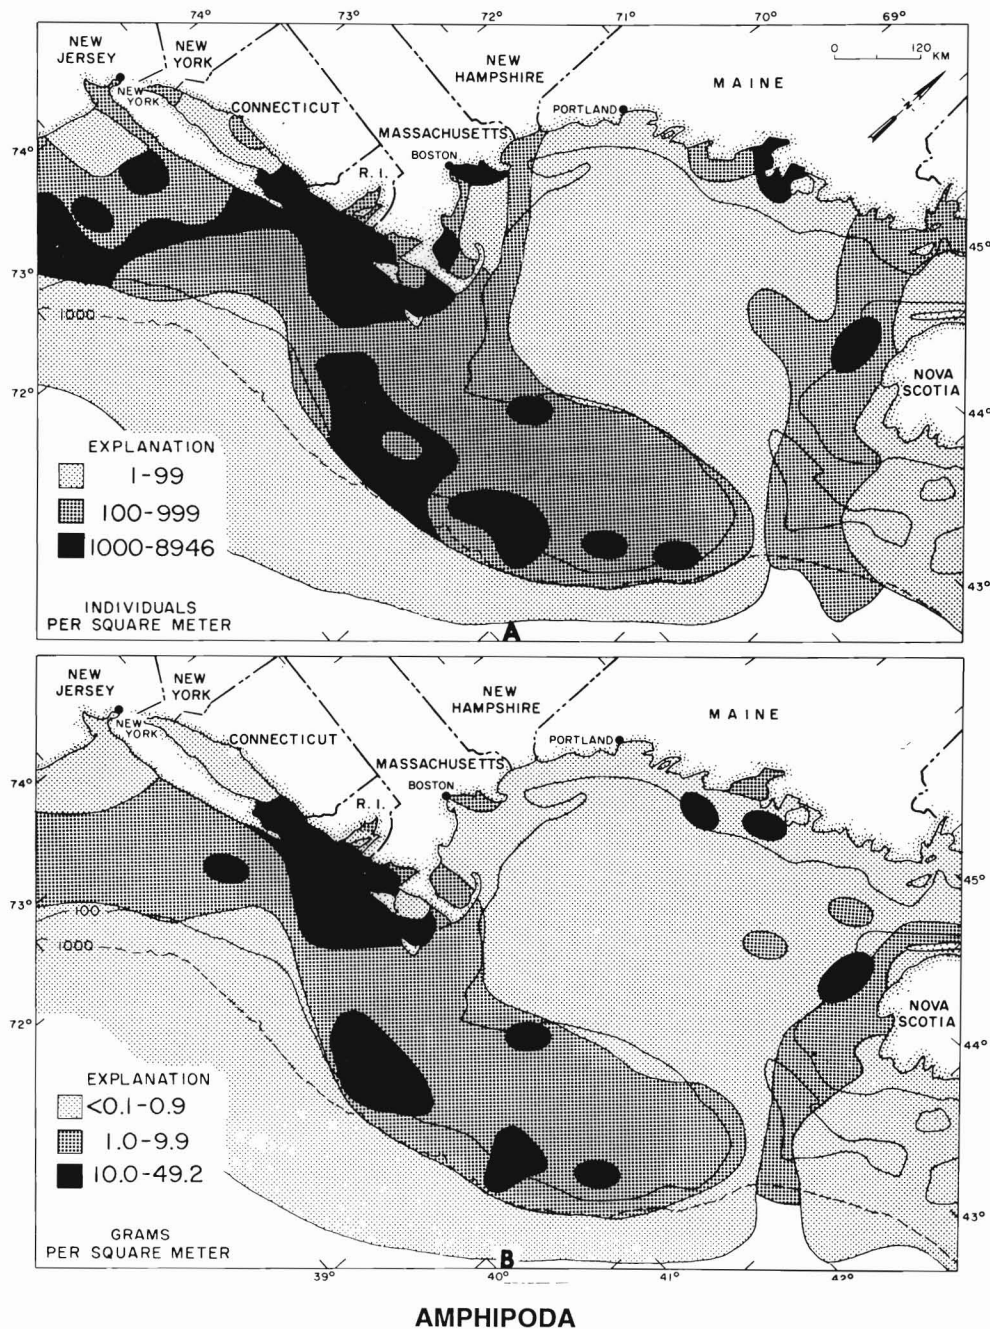 74° 73° 72° 71° 70° 69°
NEW JERSEY
NEW YORK
NEW YORK
CONNECTICUT
R. I.
MASSACHUSETTS
BOSTON
NEW HAMPSHIRE
PORTLAND
MAINE
0 120 KM
74°
73°
72°
45°
44°
43°
1000
NOVA SCOTIA
EXPLANATION
1-99
100-999
1000-8946
INDIVIDUALS
PER SQUARE METER
A
NEW JERSEY
NEW YORK
NEW YORK
CONNECTICUT
R. I.
MASSACHUSETTS
BOSTON
NEW HAMPSHIRE
PORTLAND
MAINE
74°
73°
72°
45°
44°
43°
100
1000
NOVA SCOTIA
EXPLANATION
<0.1-0.9
1.0-9.9
10.0-49.2
GRAMS
PER SQUARE METER
B
39° 40° 41° 42°
AMPHIPODA